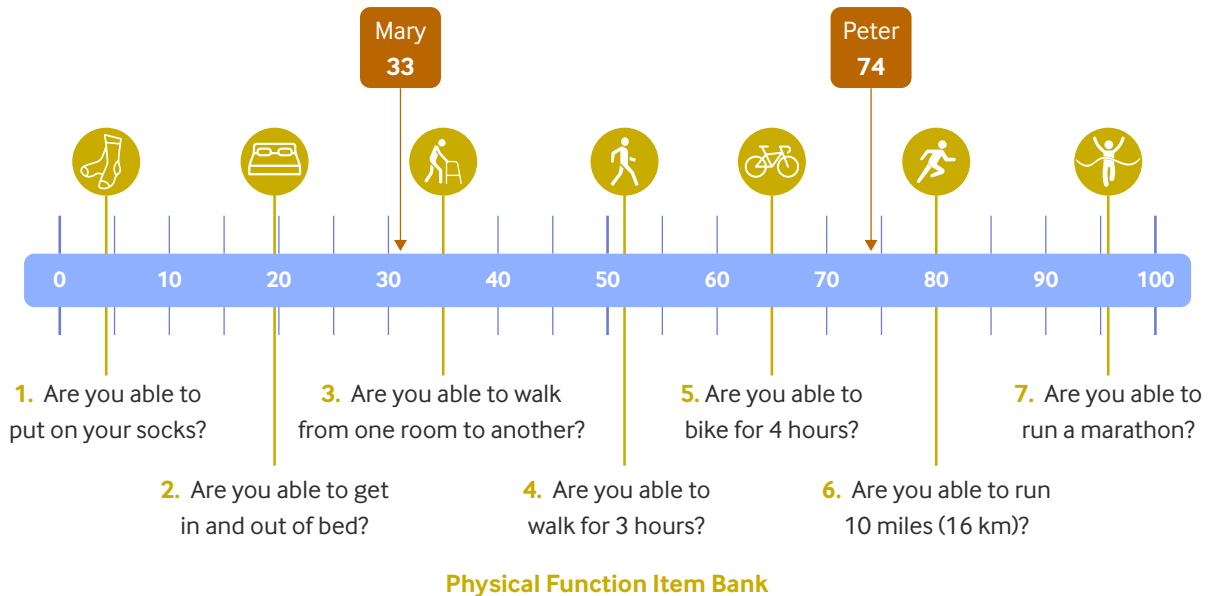 Mary
33
Peter
74
0 10 20 30 40 50 60 70 80 90 100
1. Are you able to
put on your socks?
2. Are you able to get
in and out of bed?
3. Are you able to walk
from one room to another?
4. Are you able to
walk for 3 hours?
5. Are you able to
bike for 4 hours?
6. Are you able to run
10 miles (16 km)?
7. Are you able to
run a marathon?
Physical Function Item Bank